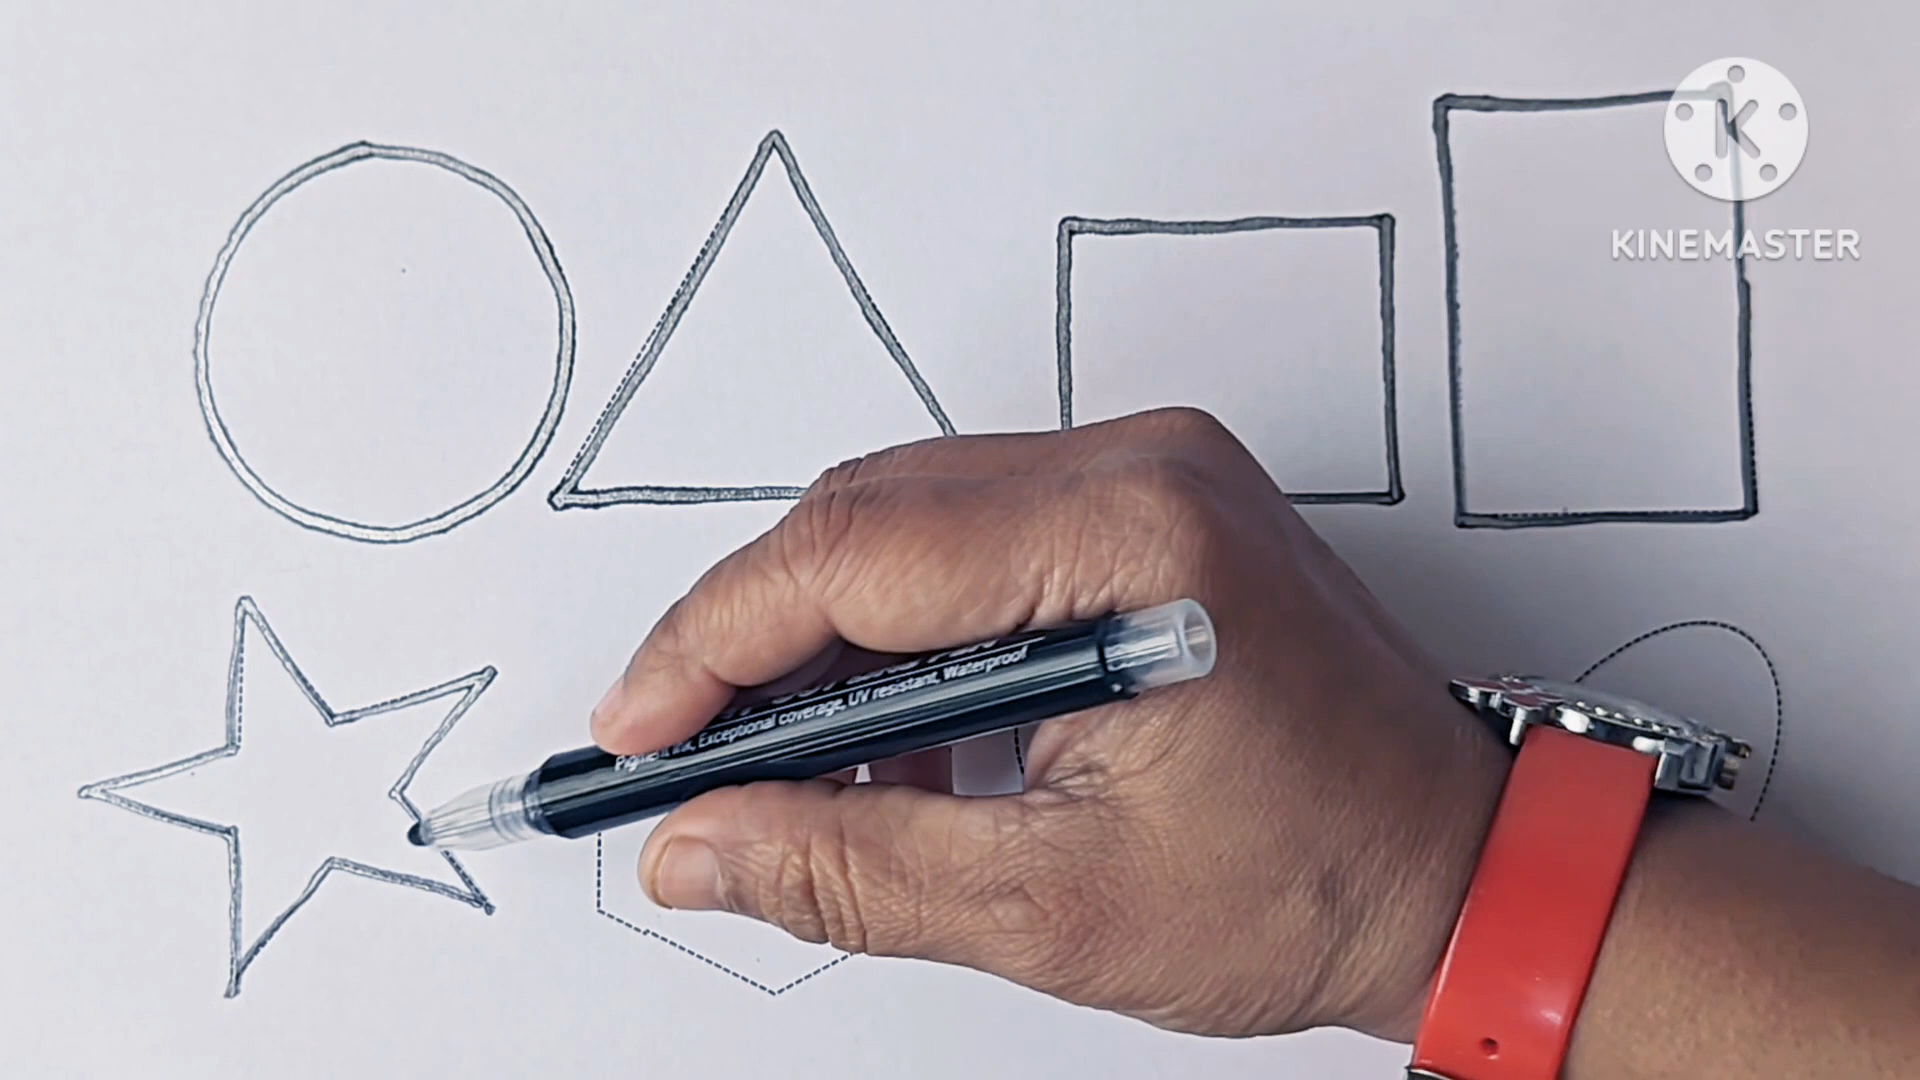 K
KINEMASTER
Pigment ink, Exceptional coverage, UV resistant, Waterproof